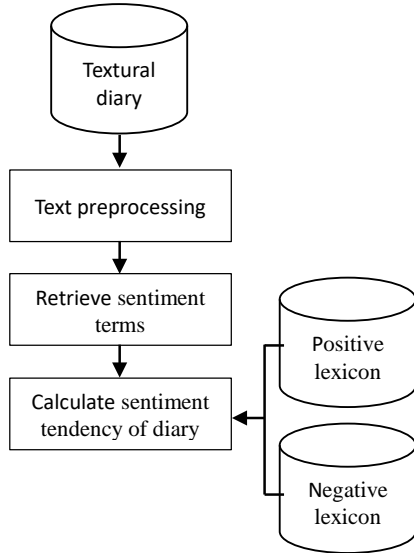 Textural
diary
Text preprocessing
Retrieve sentiment
terms
Calculate sentiment
tendency of diary
Positive
lexicon
Negative
lexicon